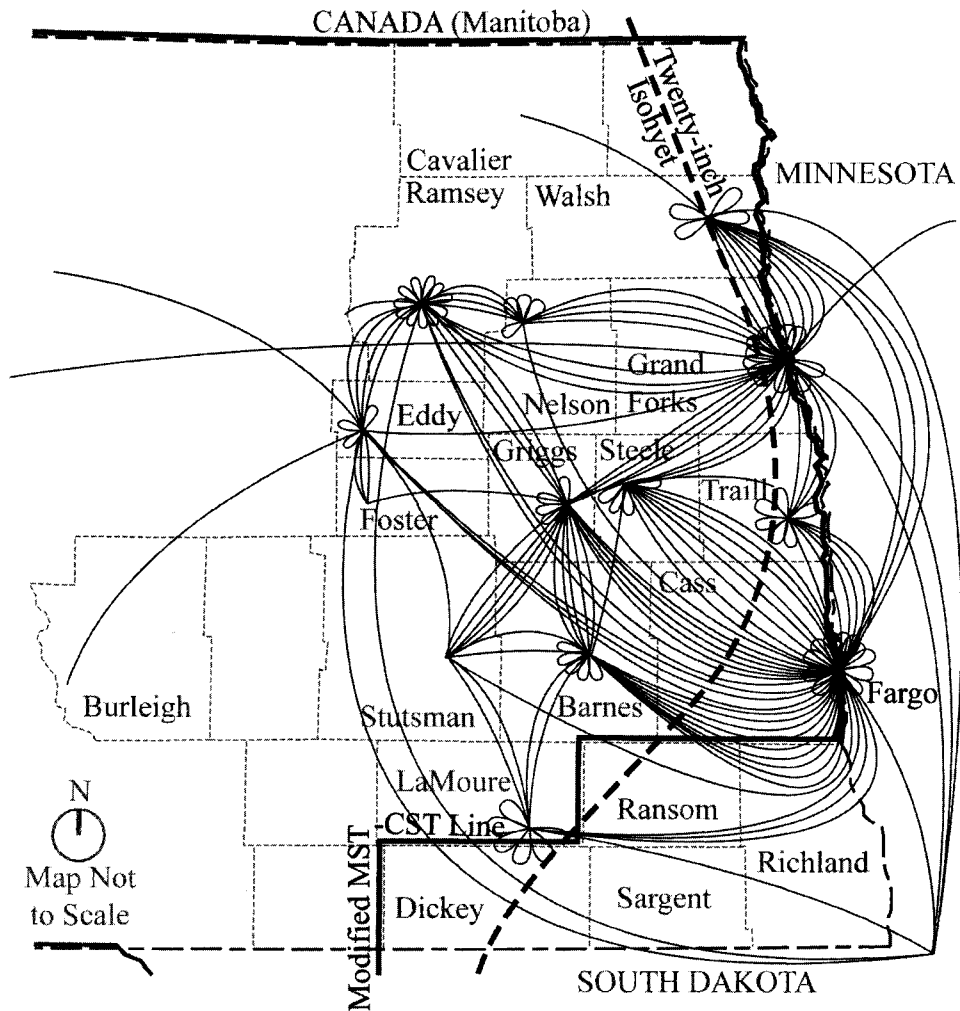 CANADA (Manitoba)
Twenty-inch
Isohyet
Cavalier
Ramsey
Walsh
MINNESOTA
Grand
Forks
Eddy
Nelson
Griggs
Steele
Traill
Foster
Cass
Burleigh
Stutsman
Barnes
Fargo
N
Map Not
to Scale
LaMoure
Ransom
Modified MST
-CST Line
Richland
Dickey
Sargent
SOUTH DAKOTA